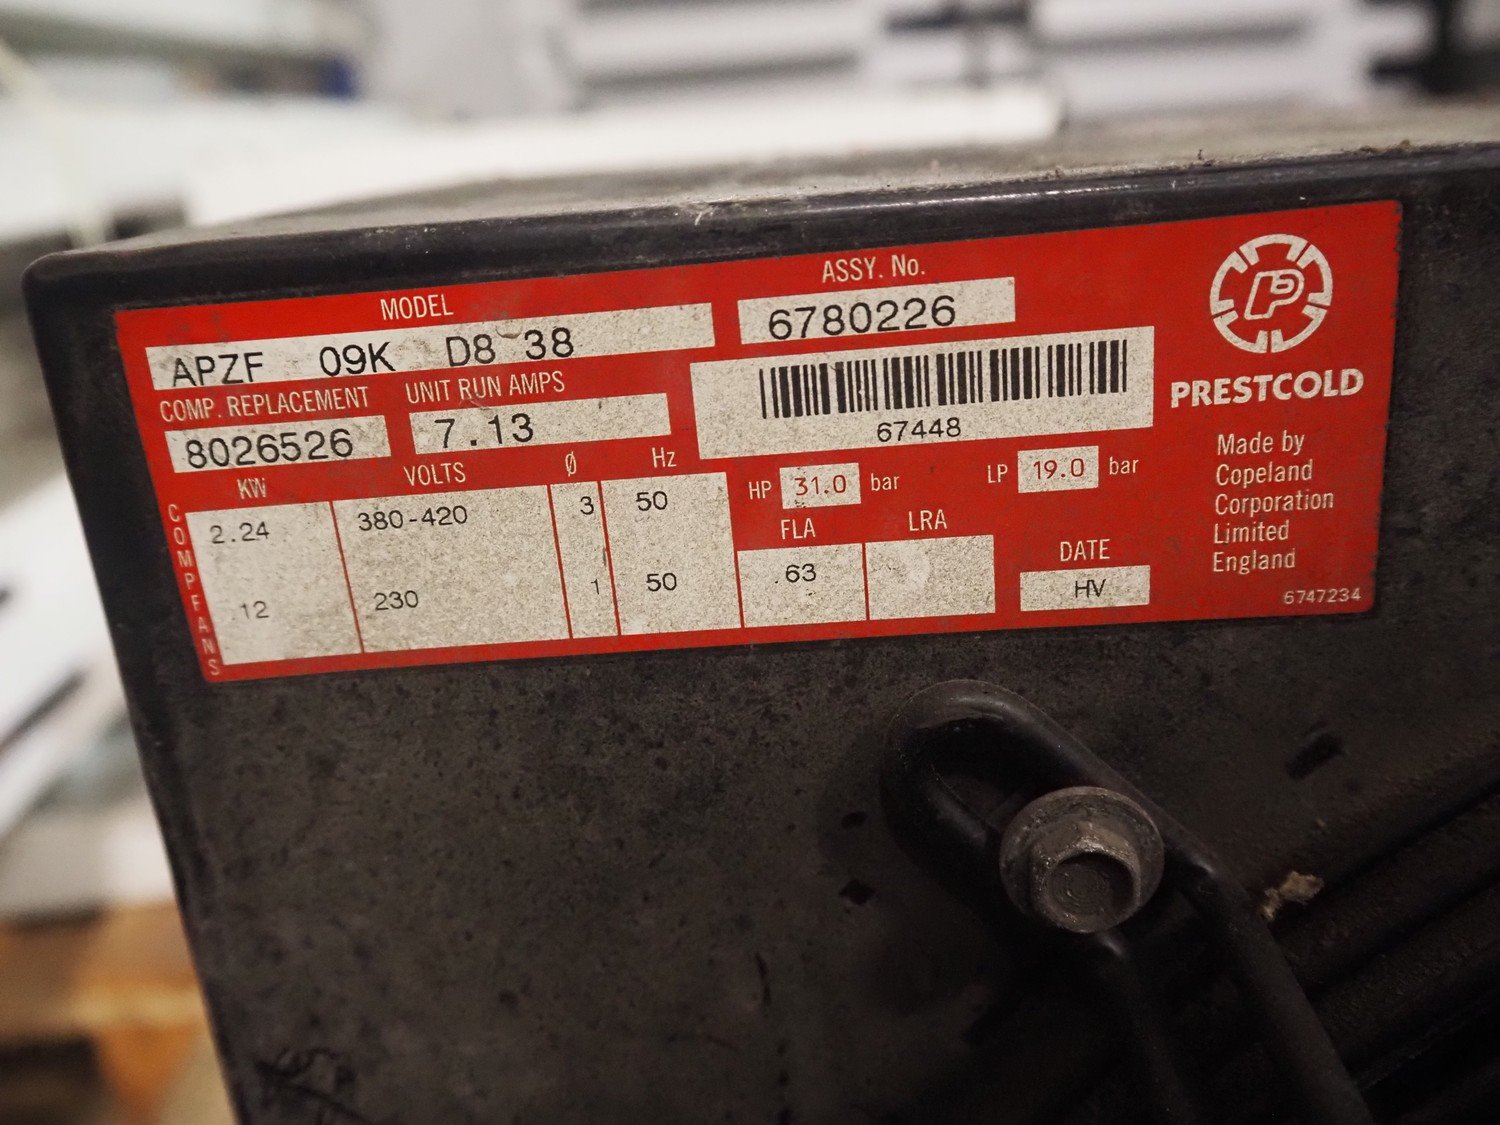 MODEL
APZF 09K D8 38
ASSY. No.
6780226
COMP. REPLACEMENT
8026526
UNIT RUN AMPS
7.13
67448
P
PRESTCOLD
Made by
Copeland
Corporation
Limited
England
6747234
KW VOLTS Ø Hz
COMP 2.24 380-420 3 50
FANS .12 230 1 50
HP 31.0 bar
LP 19.0 bar
FLA LRA
.63
DATE
HV